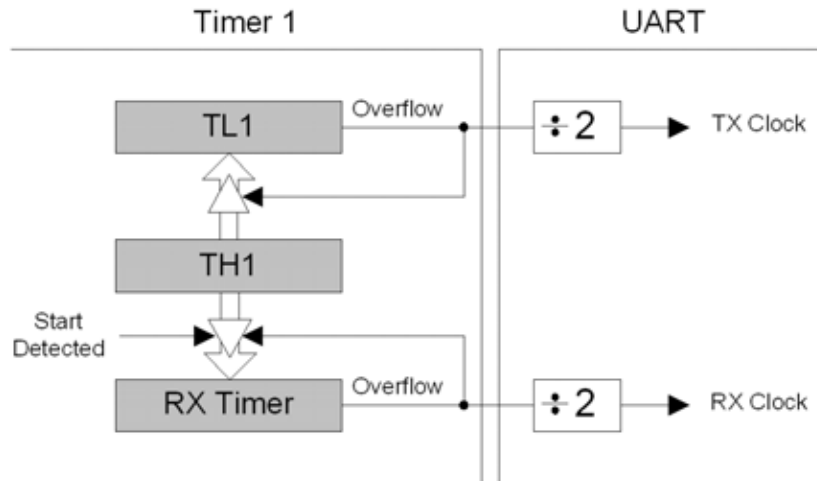 Timer 1
UART
TL1
Overflow
÷2
TX Clock
TH1
Start
Detected
RX Timer
Overflow
÷2
RX Clock